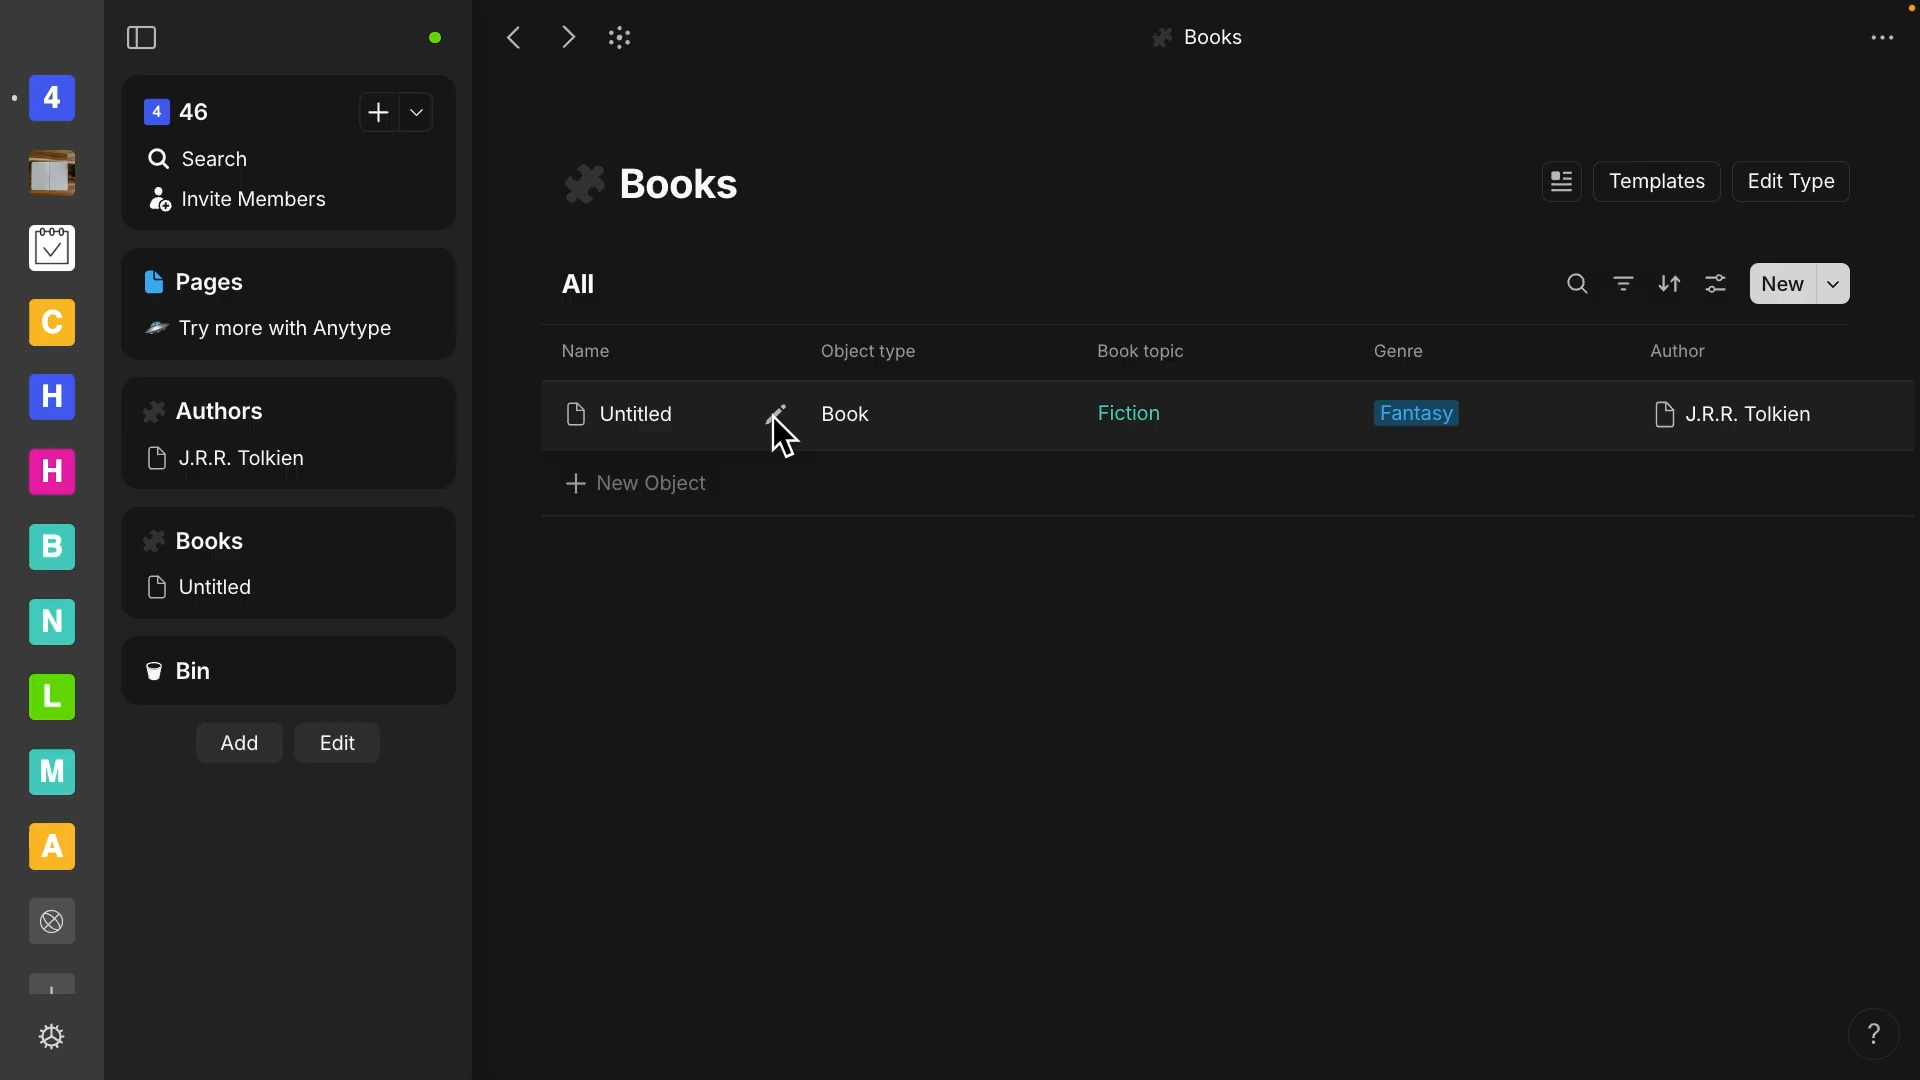 4
C
H
H
B
N
L
M
A
4 46
Search
Invite Members
Pages
Try more with Anytype
Authors
J.R.R. Tolkien
Books
Untitled
Bin
Add Edit
Books
Books
Templates Edit Type
All
New
Name Object type Book topic Genre Author
Untitled Book Fiction Fantasy J.R.R. Tolkien
+ New Object
?